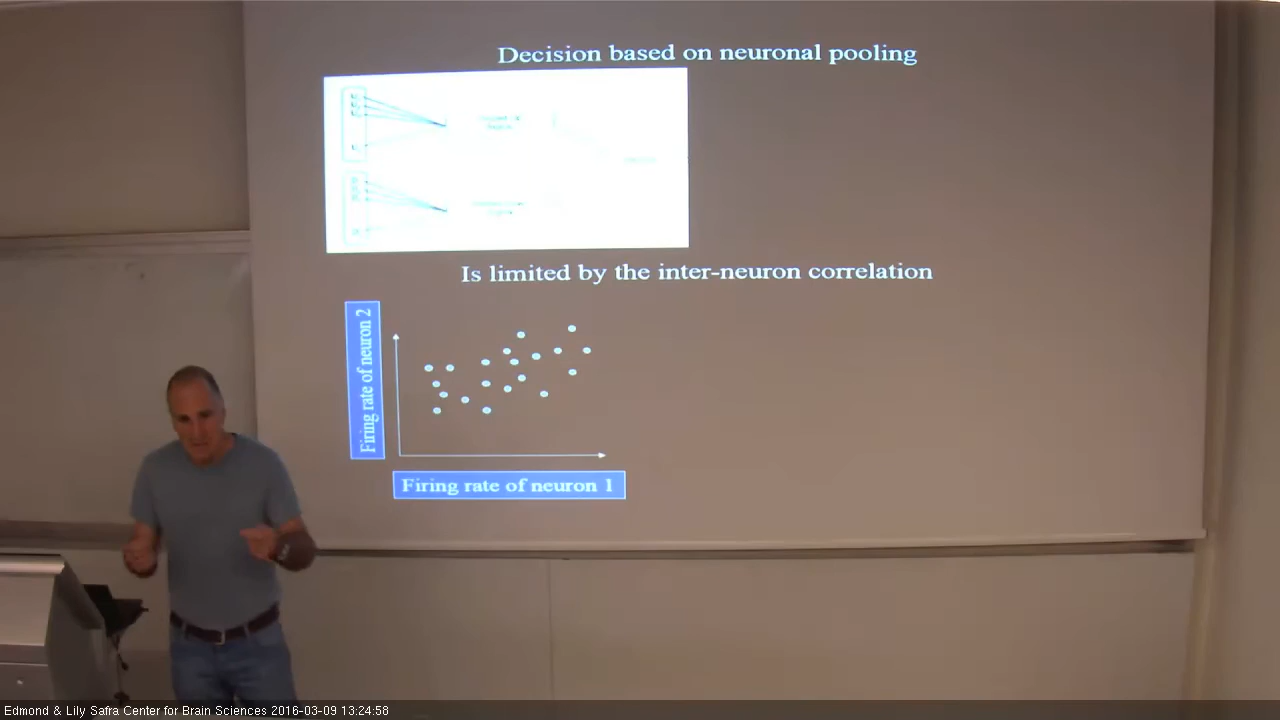 Decision based on neuronal pooling
Is limited by the inter-neuron correlation
Firing rate of neuron 2
Firing rate of neuron 1
Edmond & Lily Safra Center for Brain Sciences 2016-03-09 13:24:58